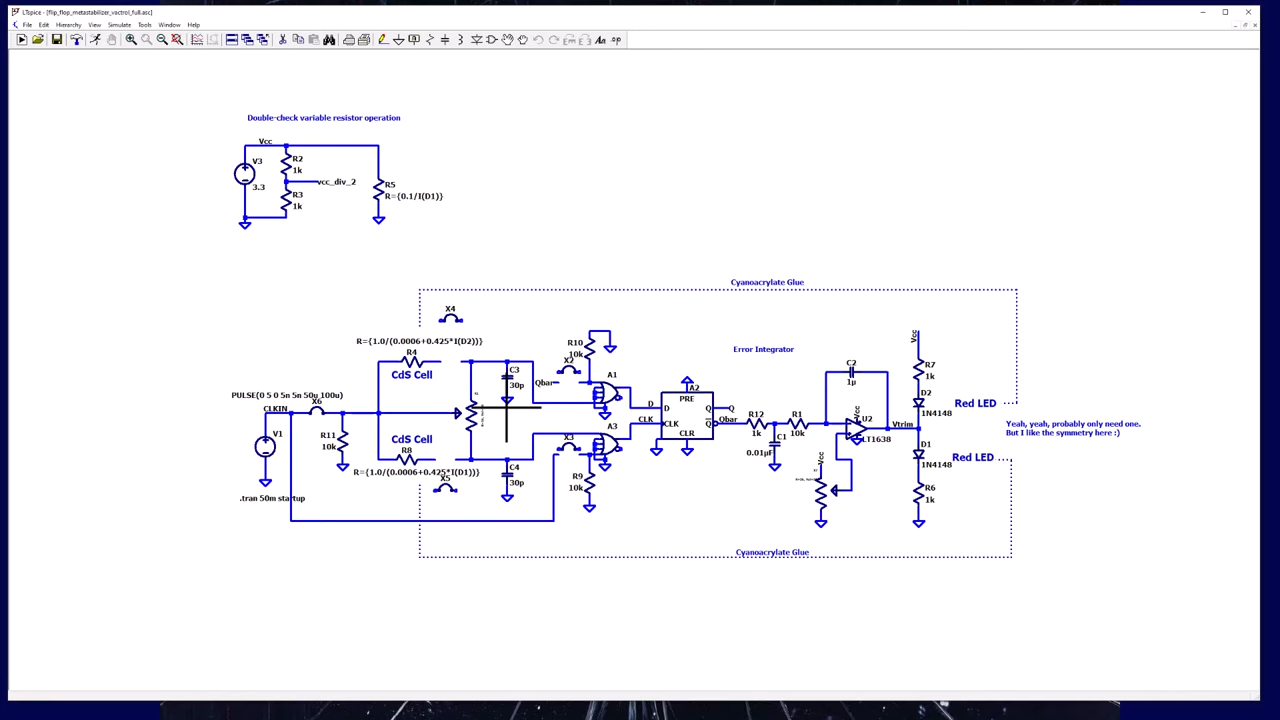 LTspice - [flip_flop_metastabilizer_vactrol_full.asc]
File Edit Hierarchy View Simulate Tools Window Help
Double-check variable resistor operation
Vcc
V3
3.3
R2
1k
vcc_div_2
R3
1k
R5
R={0.1/I(D1)}
Cyanoacrylate Glue
X4
R={1.0/(0.0006+0.425*I(D2))}
R4
CdS Cell
C3
30p
R10
10k
X2
Qbar
A1
Error Integrator
C2
1µ
Vcc
R7
1k
D2
1N4148
Red LED
PULSE(0 5 0 5n 5n 50u 100u)
CLKIN
X6
V1
R11
10k
.tran 50m startup
CdS Cell
R8
R={1.0/(0.0006+0.425*I(D1))}
X5
C4
30p
X3
R9
10k
A3
D
CLK
A2
PRE
D
Q
CLK
Q
CLR
Q
Qbar
R12
1k
C1
0.01µF
R1
10k
Vcc
U2
LT1638
Vcc
Vtrim
D1
1N4148
Red LED
R6
1k
Yeah, yeah, probably only need one.
But I like the symmetry here :)
Cyanoacrylate Glue